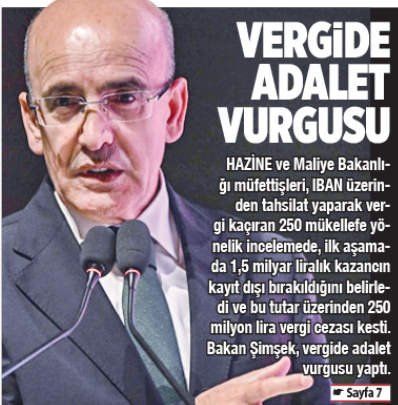 VERGİDE
ADALET
VURGUSU
HAZİNE ve Maliye Bakanlı-
ğı müfettişleri, IBAN üzerin-
den tahsilat yaparak ver-
gi kaçıran 250 mükellefe yö-
nelik incelemede, ilk aşama-
da 1,5 milyar liralık kazancın
kayıt dışı bırakıldığını belirle-
di ve bu tutar üzerinden 250
milyon lira vergi cezası kesti.
Bakan Şimşek, vergide adalet
vurgusu yaptı.
☛ Sayfa 7